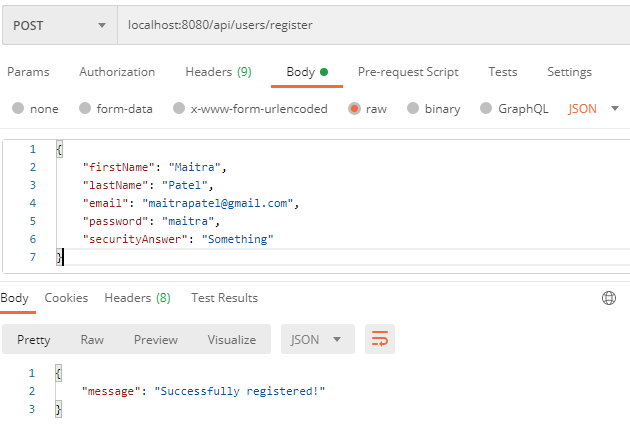 POST localhost:8080/api/users/register
Params Authorization Headers (9) Body Pre-request Script Tests Settings
none form-data x-www-form-urlencoded raw binary GraphQL JSON
1 {
2 "firstName": "Maitra",
3 "lastName": "Patel",
4 "email": "maitrapatel@gmail.com",
5 "password": "maitra",
6 "securityAnswer": "Something"
7 }
Body Cookies Headers (8) Test Results
Pretty Raw Preview Visualize JSON
1 {
2 "message": "Successfully registered!"
3 }